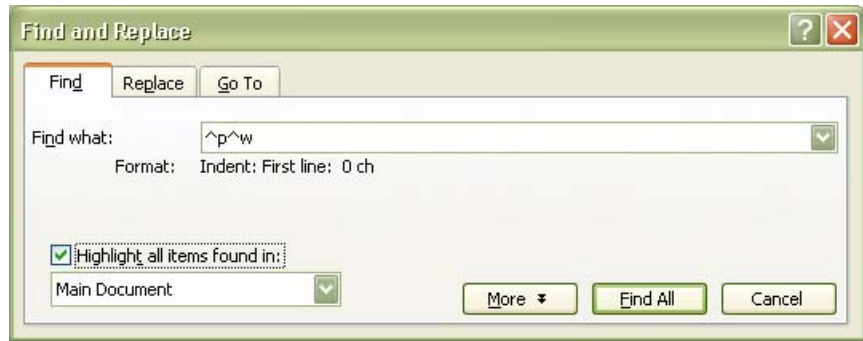 Find and Replace
Find Replace Go To
Find what: ^p^w
Format: Indent: First line: 0 ch
Highlight all items found in:
Main Document More Find All Cancel